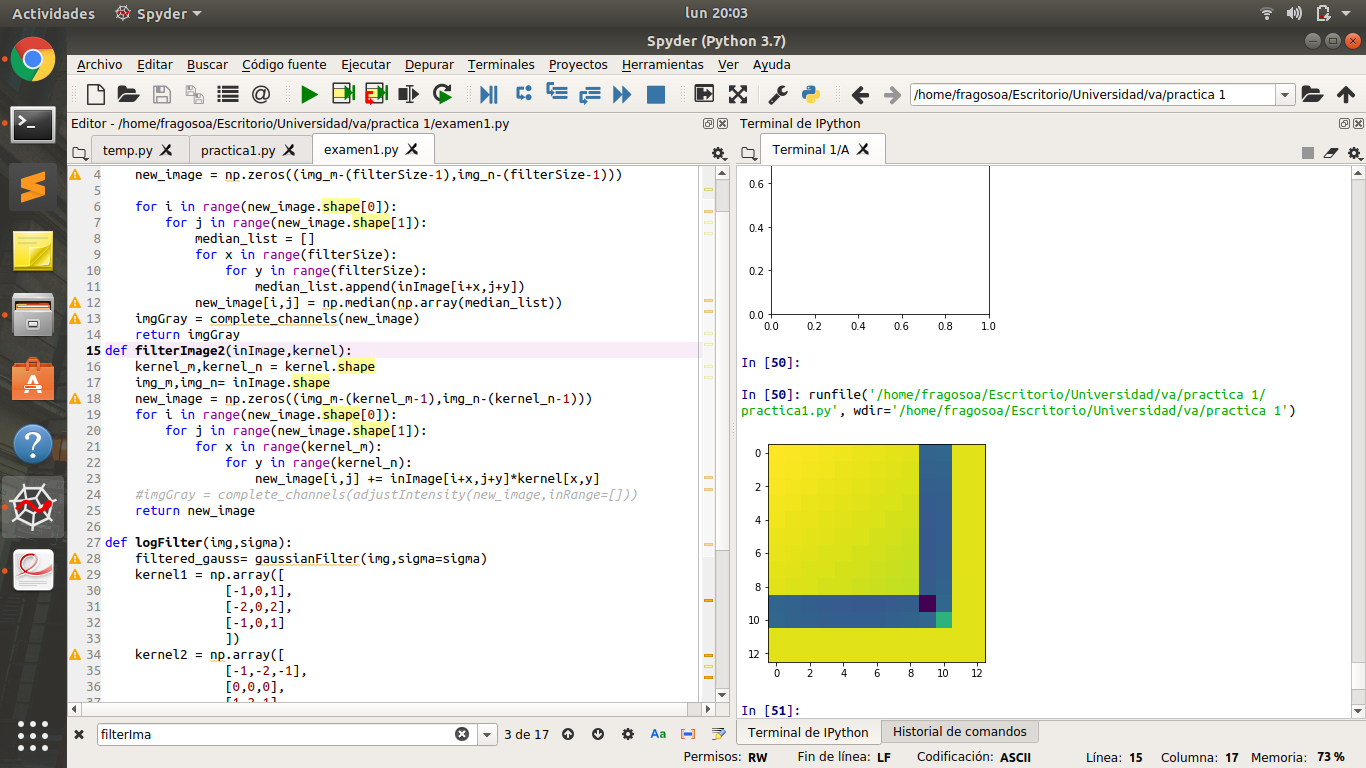 Actividades
Spyder
lun 20:03
Spyder (Python 3.7)
Archivo Editar Buscar Código fuente Ejecutar Depurar Terminales Proyectos Herramientas Ver Ayuda
/home/fragosoa/Escritorio/Universidad/va/practica 1
Editor - /home/fragosoa/Escritorio/Universidad/va/practica 1/examen1.py
temp.py practica1.py examen1.py
4 new_image = np.zeros((img_m-(filterSize-1),img_n-(filterSize-1)))
5
6 for i in range(new_image.shape[0]):
7 for j in range(new_image.shape[1]):
8 median_list = []
9 for x in range(filterSize):
10 for y in range(filterSize):
11 median_list.append(inImage[i+x,j+y])
12 new_image[i,j] = np.median(np.array(median_list))
13 imgGray = complete_channels(new_image)
14 return imgGray
15 def filterImage2(inImage,kernel):
16 kernel_m,kernel_n = kernel.shape
17 img_m,img_n= inImage.shape
18 new_image = np.zeros((img_m-(kernel_m-1),img_n-(kernel_n-1)))
19 for i in range(new_image.shape[0]):
20 for j in range(new_image.shape[1]):
21 for x in range(kernel_m):
22 for y in range(kernel_n):
23 new_image[i,j] += inImage[i+x,j+y]*kernel[x,y]
24 #imgGray = complete_channels(adjustIntensity(new_image,inRange=[]))
25 return new_image
26
27 def logFilter(img,sigma):
28 filtered_gauss= gaussianFilter(img,sigma=sigma)
29 kernel1 = np.array([
30 [-1,0,1],
31 [-2,0,2],
32 [-1,0,1]
33 ])
34 kernel2 = np.array([
35 [-1,-2,-1],
36 [0,0,0],
filterIma
3 de 17
Aa
Terminal de IPython
Terminal 1/A
0.6
0.4
0.2
0.0
0.0 0.2 0.4 0.6 0.8 1.0
In [50]:
In [50]: runfile('/home/fragosoa/Escritorio/Universidad/va/practica 1/
practica1.py', wdir='/home/fragosoa/Escritorio/Universidad/va/practica 1')
0
2
4
6
8
10
12
0 2 4 6 8 10 12
In [51]:
Terminal de IPython Historial de comandos
Permisos: RW Fin de línea: LF Codificación: ASCII Línea: 15 Columna: 17 Memoria: 73 %